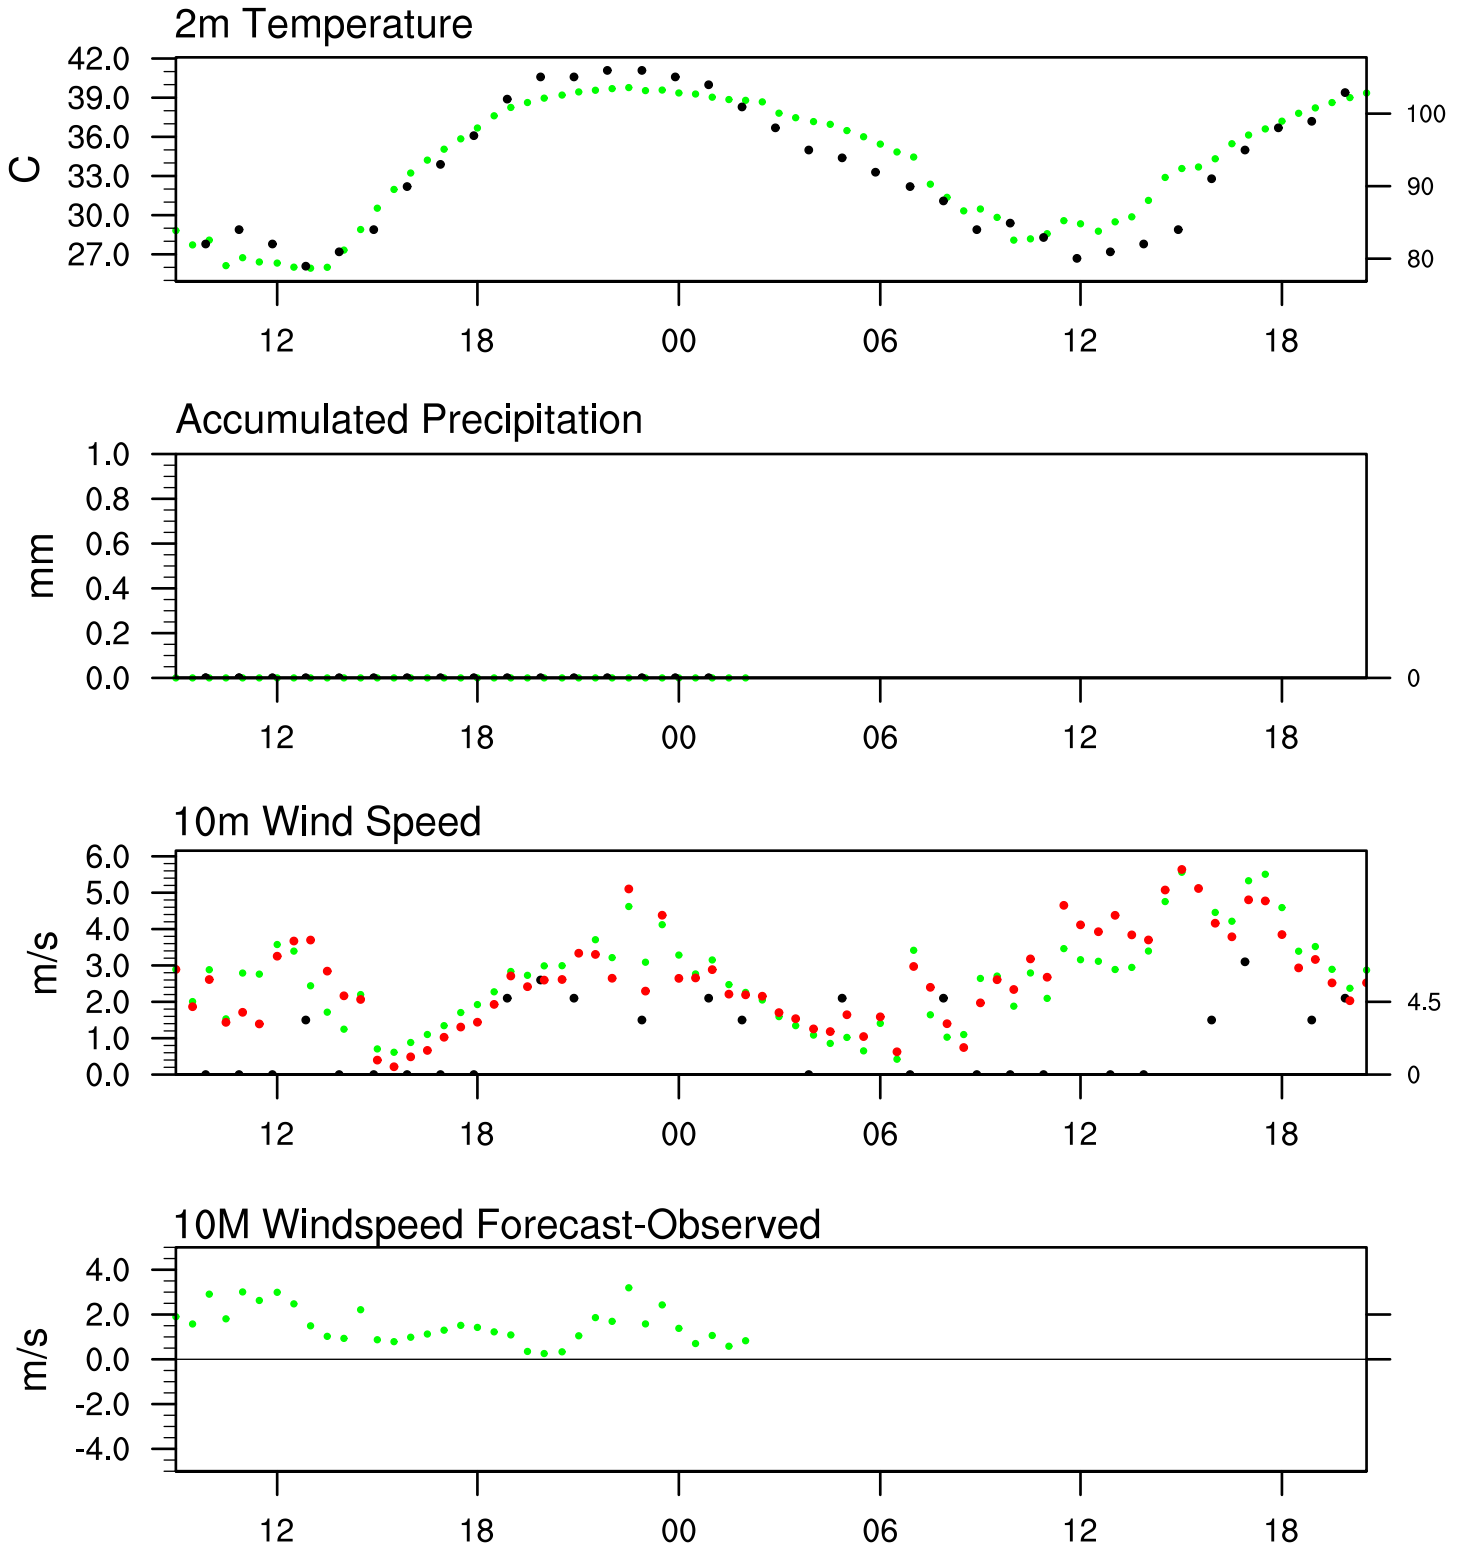 2m Temperature
42.0
39.0
36.0
33.0
30.0
27.0
C
100
90
80
12 18 00 06 12 18
Accumulated Precipitation
1.0
0.8
0.6
0.4
0.2
0.0
mm
0
12 18 00 06 12 18
10m Wind Speed
6.0
5.0
4.0
3.0
2.0
1.0
0.0
m/s
4.5
0
12 18 00 06 12 18
10M Windspeed Forecast-Observed
4.0
2.0
0.0
-2.0
-4.0
m/s
12 18 00 06 12 18